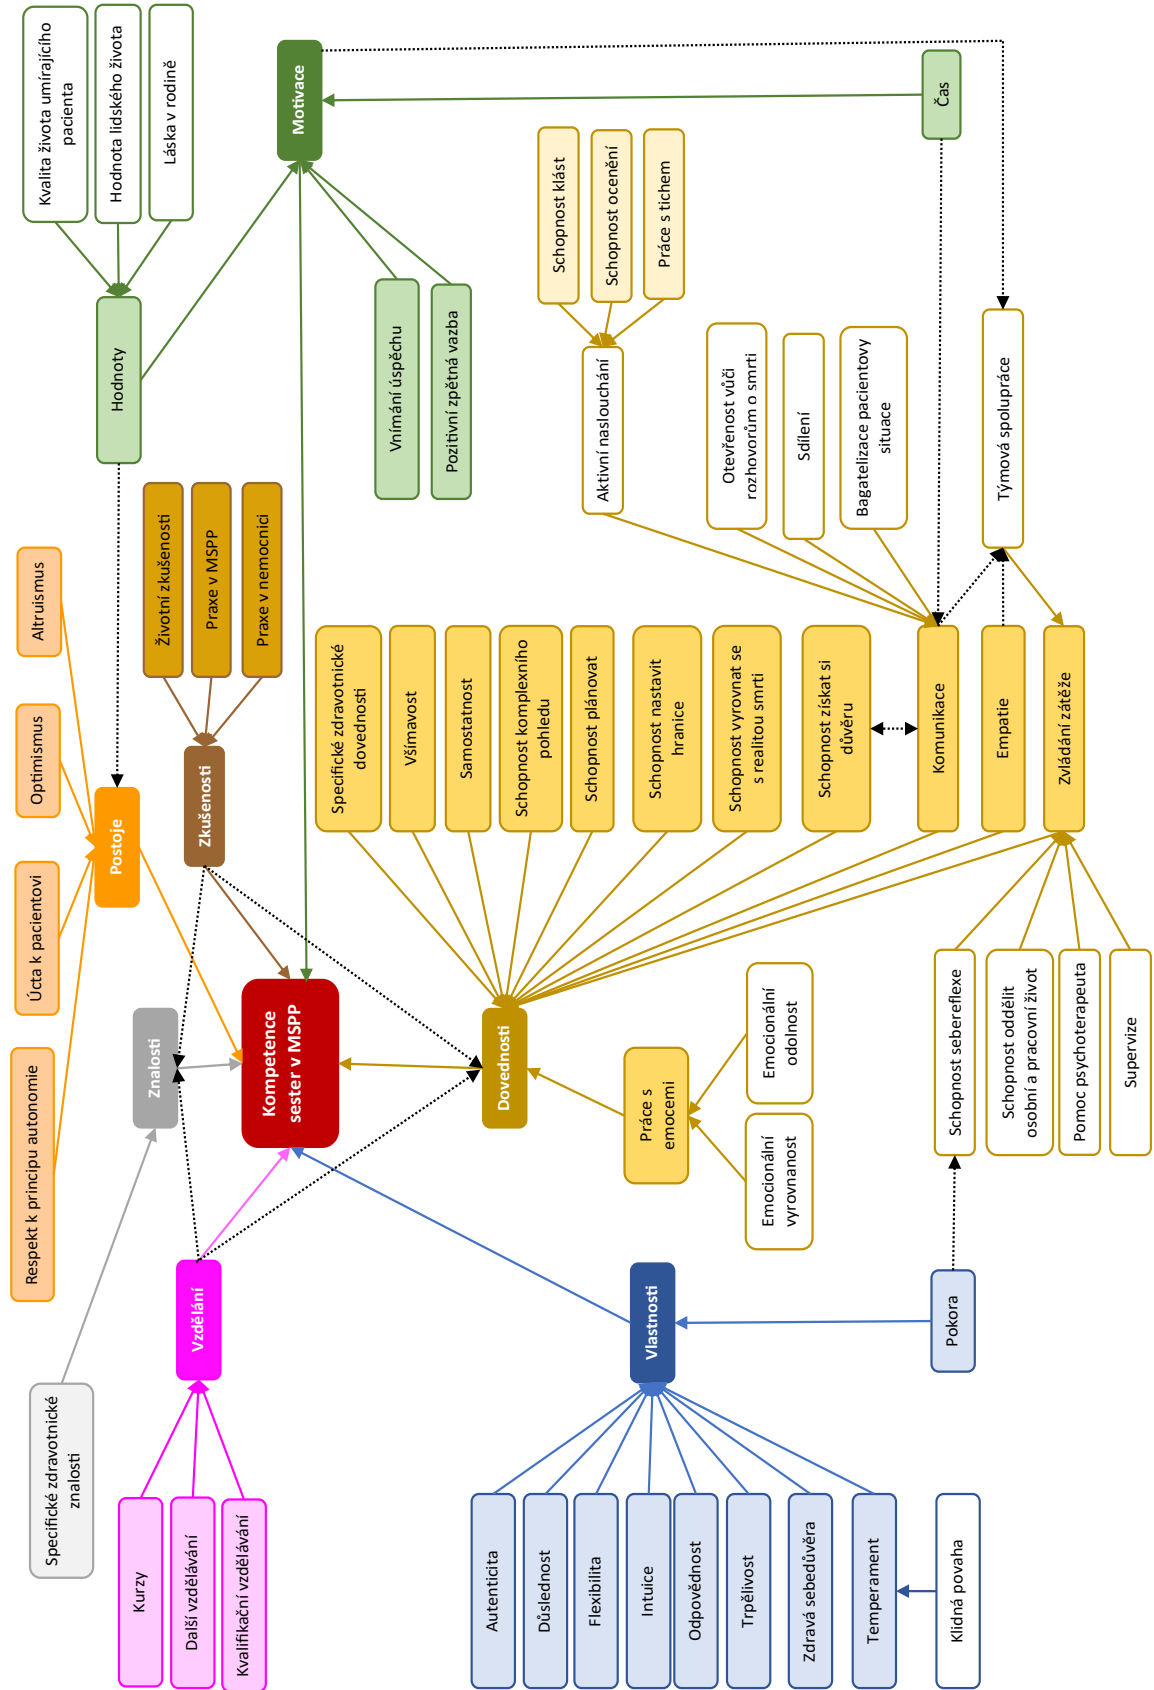 Kurzy
Další vzdělávání
Kvalifikační vzdělávání
Specifické zdravotnické
znalosti
Vzdělání
Respekt k principu autonomie
Úcta k pacientovi
Optimismus
Altruismus
Znalosti
Postoje
Hodnoty
Kvalita života umírajícího
pacienta
Hodnota lidského života
Láska v rodině
Zkušenosti
Životní zkušenosti
Praxe v MSPP
Praxe v nemocnici
Kompetence
sester v MSPP
Motivace
Vnímání úspěchu
Pozitivní zpětná vazba
Čas
Autenticita
Důslednost
Flexibilita
Intuice
Odpovědnost
Trpělivost
Zdravá sebedůvěra
Temperament
Klidná povaha
Vlastnosti
Pokora
Dovednosti
Práce s
emocemi
Emocionální
vyrovnanost
Emocionální
odolnost
Specifické zdravotnické
dovednosti
Všímavost
Samostatnost
Schopnost komplexního
pohledu
Schopnost plánovat
Schopnost nastavit
hranice
Schopnost vyrovnat se
s realitou smrti
Schopnost získat si
důvěru
Komunikace
Empatie
Zvládání zátěže
Aktivní naslouchání
Schopnost klást
Schopnost ocenění
Práce s tichem
Otevřenost vůči
rozhovorům o smrti
Sdílení
Bagatelizace pacientovy
situace
Týmová spolupráce
Schopnost sebereflexe
Schopnost oddělit
osobní a pracovní život
Pomoc psychoterapeuta
Supervize